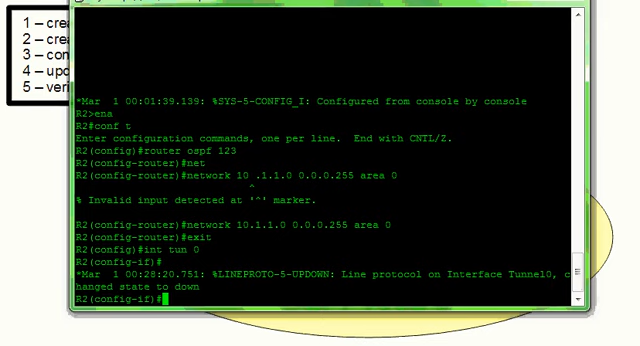 1 – crea
2 – crea
3 – con
4 – upd
5 – veri
*Mar  1 00:01:39.139: %SYS-5-CONFIG_I: Configured from console by console
R2>ena
R2#conf t
Enter configuration commands, one per line.  End with CNTL/Z.
R2(config)#router ospf 123
R2(config-router)#net
R2(config-router)#network 10 .1.1.0 0.0.0.255 area 0
^
% Invalid input detected at '^' marker.
R2(config-router)#network 10.1.1.0 0.0.0.255 area 0
R2(config-router)#exit
R2(config)#int tun 0
R2(config-if)#
*Mar  1 00:28:20.751: %LINEPROTO-5-UPDOWN: Line protocol on Interface Tunnel0, c
hanged state to down
R2(config-if)#